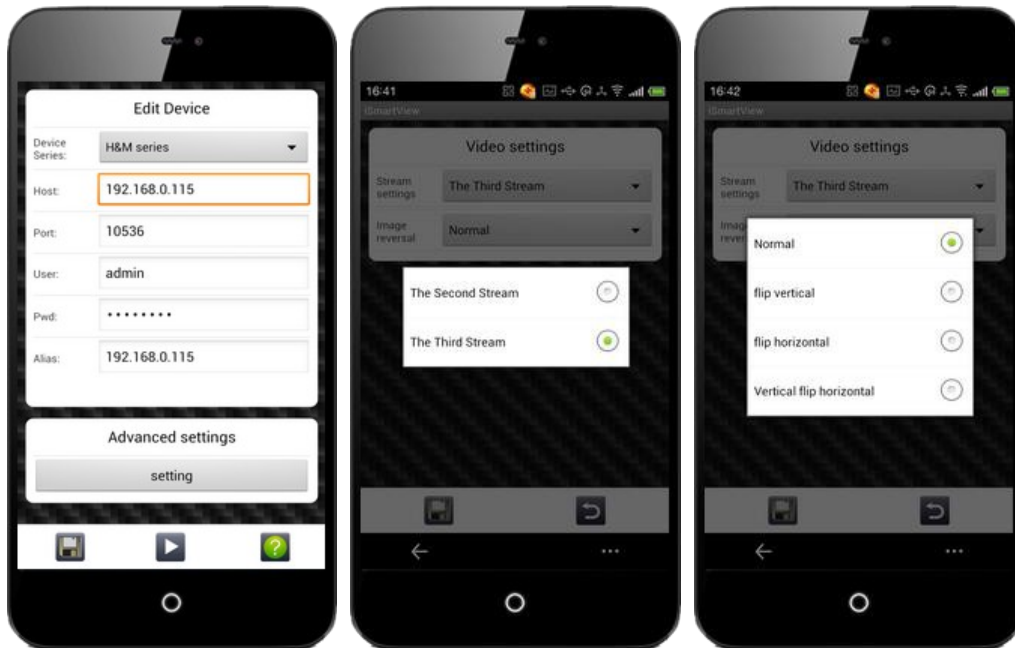 Edit Device
Device Series:
H&M series
Host:
192.168.0.115
Port:
10536
User:
admin
Pwd:
••••••••
Alias:
192.168.0.115
Advanced settings
setting
16:41
iSmartView
Video settings
Stream settings
The Third Stream
Image reversal
Normal
The Second Stream
The Third Stream
16:42
iSmartView
Video settings
Stream settings
The Third Stream
Normal
flip vertical
flip horizontal
Vertical flip horizontal